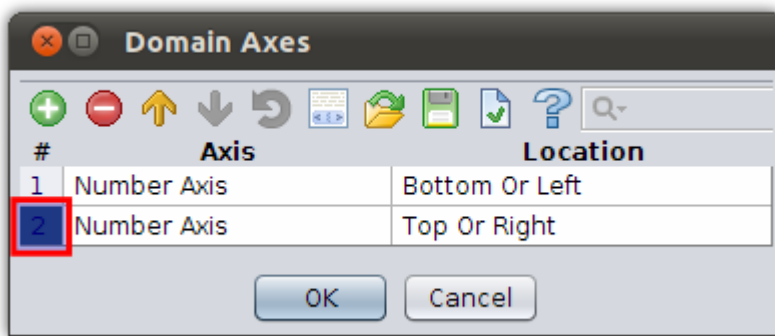 Domain Axes
# Axis Location
1 Number Axis Bottom Or Left
2 Number Axis Top Or Right
OK Cancel